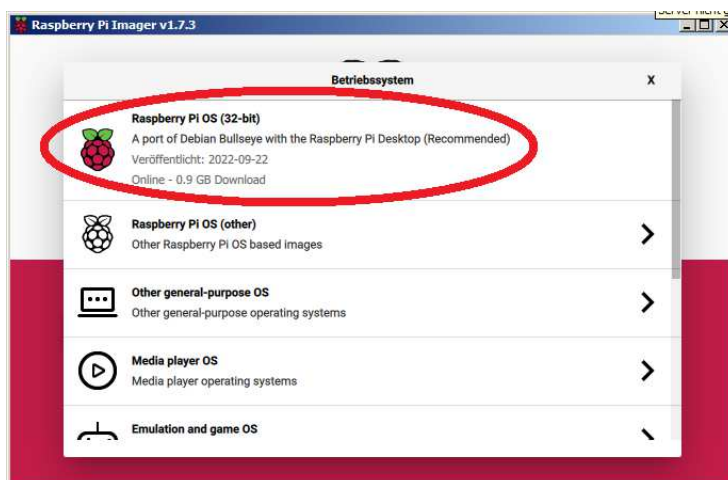 Raspberry Pi Imager v1.7.3
Betriebssystem
X
Raspberry Pi OS (32-bit)
A port of Debian Bullseye with the Raspberry Pi Desktop (Recommended)
Veröffentlicht: 2022-09-22
Online - 0.9 GB Download
Raspberry Pi OS (other)
Other Raspberry Pi OS based images
Other general-purpose OS
Other general-purpose operating systems
Media player OS
Media player operating systems
Emulation and game OS